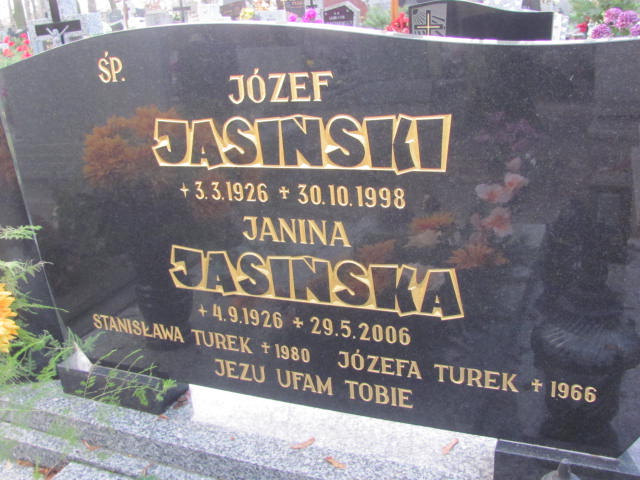 ŚP.
JÓZEF
JASIŃSKI
+ 3.3.1926 + 30.10.1998
JANINA
JASIŃSKA
+ 4.9.1926 + 29.5.2006
STANISŁAWA TUREK + 1980 JÓZEFA TUREK + 1966
JEZU UFAM TOBIE